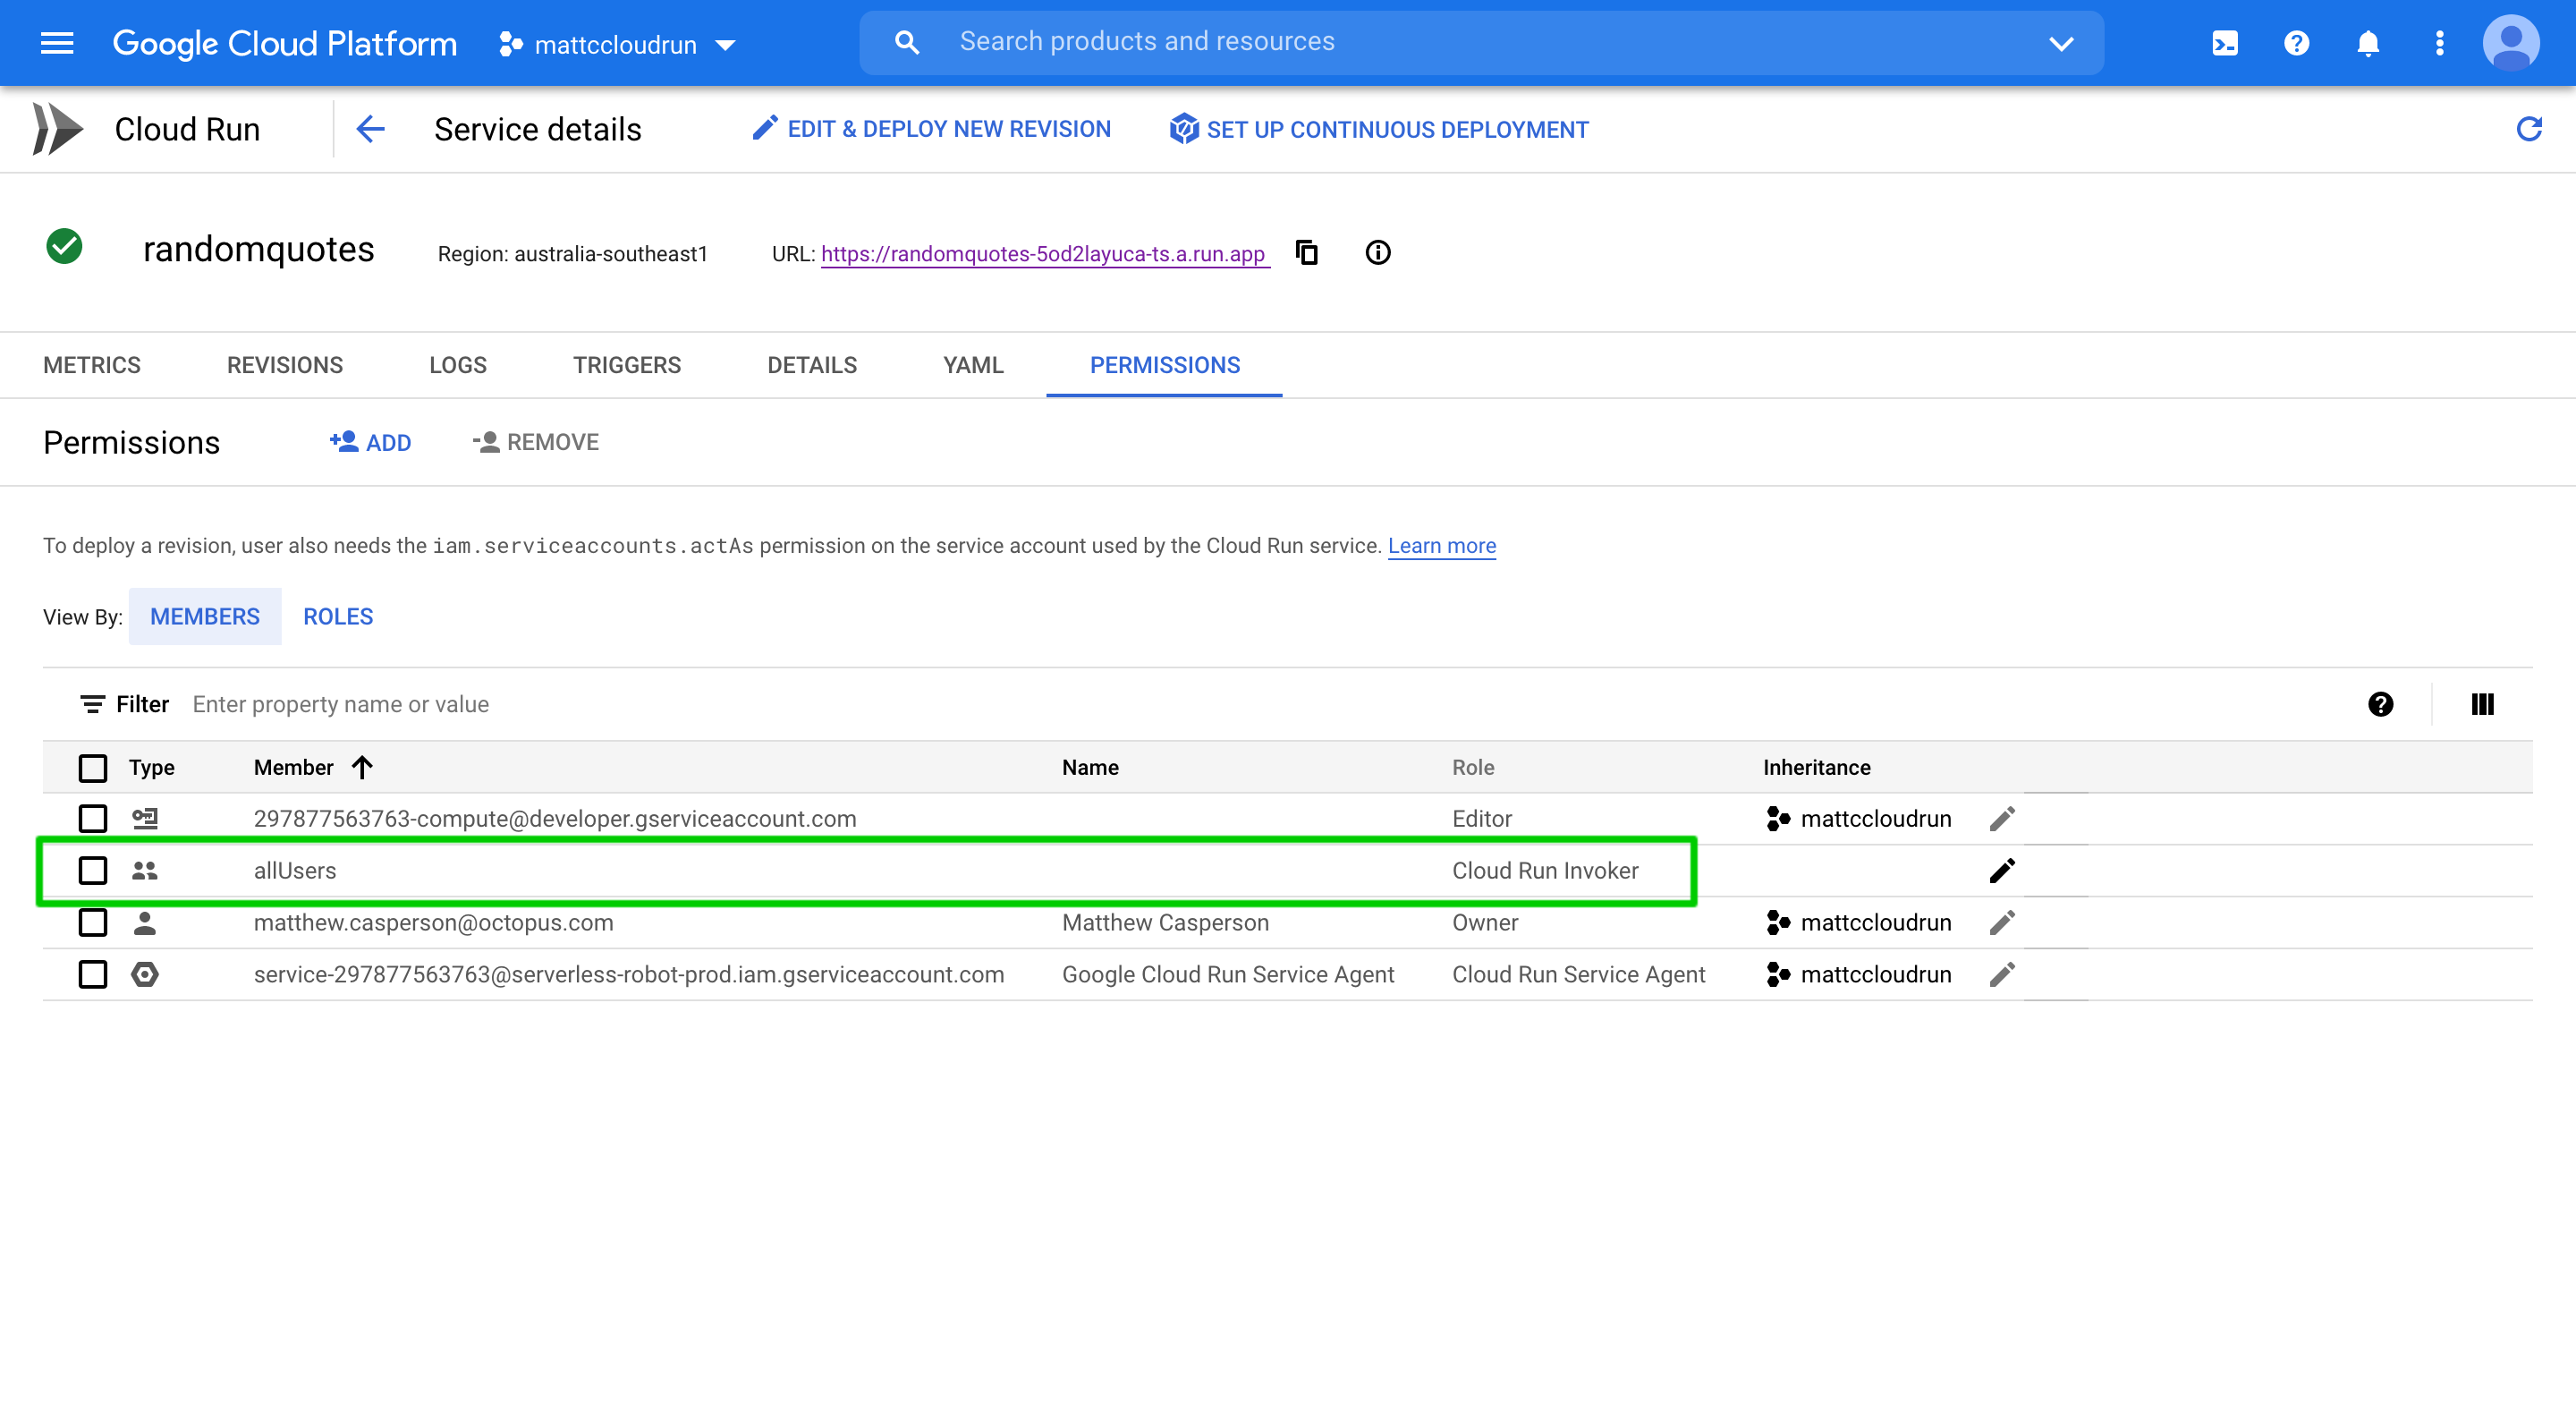 Google Cloud Platform mattccloudrun Search products and resources
Cloud Run Service details EDIT & DEPLOY NEW REVISION SET UP CONTINUOUS DEPLOYMENT
randomquotes Region: australia-southeast1 URL: https://randomquotes-5od2layuca-ts.a.run.app
METRICS REVISIONS LOGS TRIGGERS DETAILS YAML PERMISSIONS
Permissions ADD REMOVE
To deploy a revision, user also needs the iam.serviceaccounts.actAs permission on the service account used by the Cloud Run service. Learn more
View By: MEMBERS ROLES
Filter Enter property name or value
Type Member Name Role Inheritance
297877563763-compute@developer.gserviceaccount.com Editor mattccloudrun
allUsers Cloud Run Invoker
matthew.casperson@octopus.com Matthew Casperson Owner mattccloudrun
service-297877563763@serverless-robot-prod.iam.gserviceaccount.com Google Cloud Run Service Agent Cloud Run Service Agent mattccloudrun